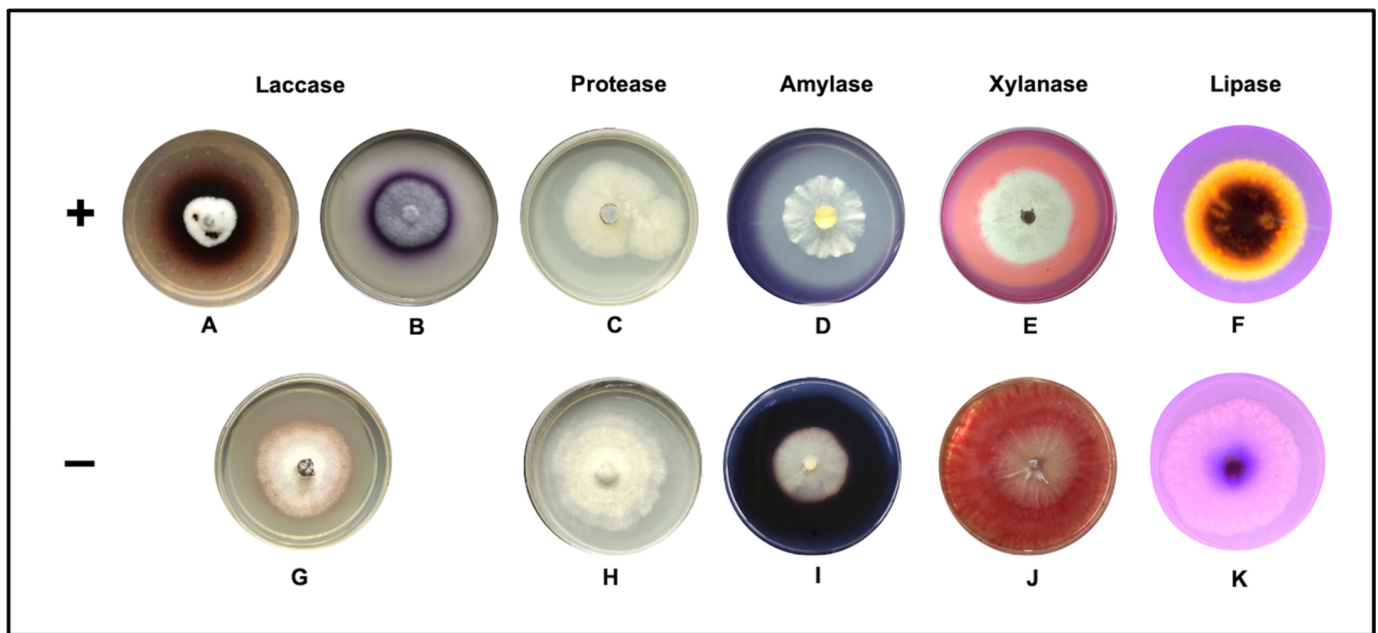 Laccase Protease Amylase Xylanase Lipase
+
A B C D E F
−
G H I J K